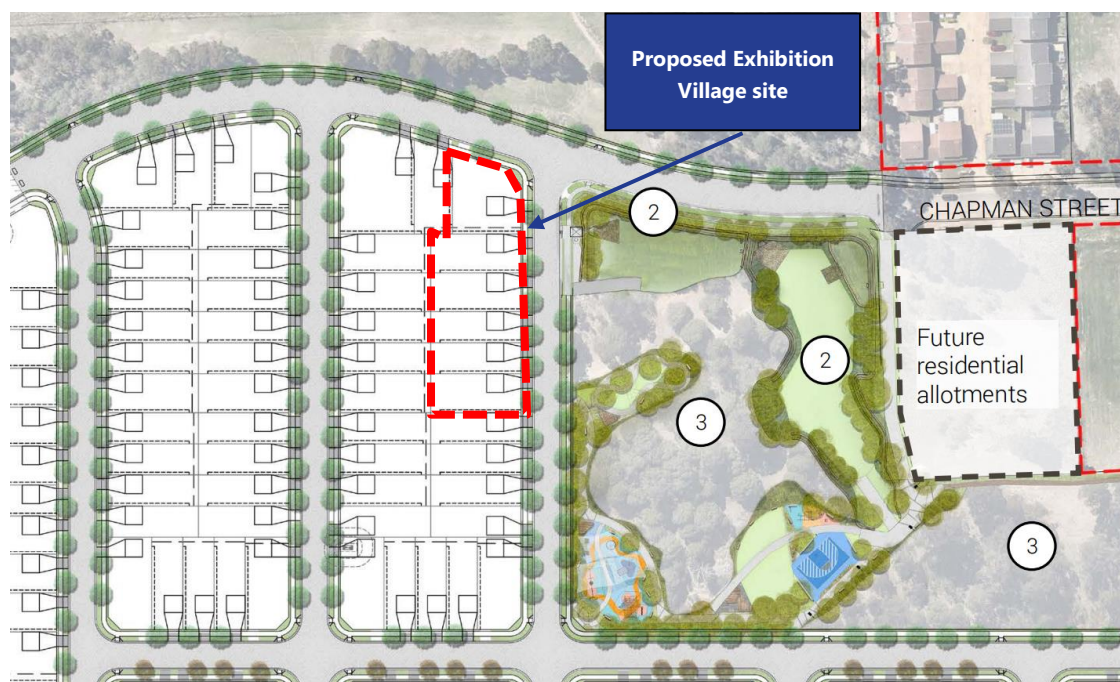 Proposed Exhibition
Village site
2
CHAPMAN STREET
2
Future
residential
allotments
3
3